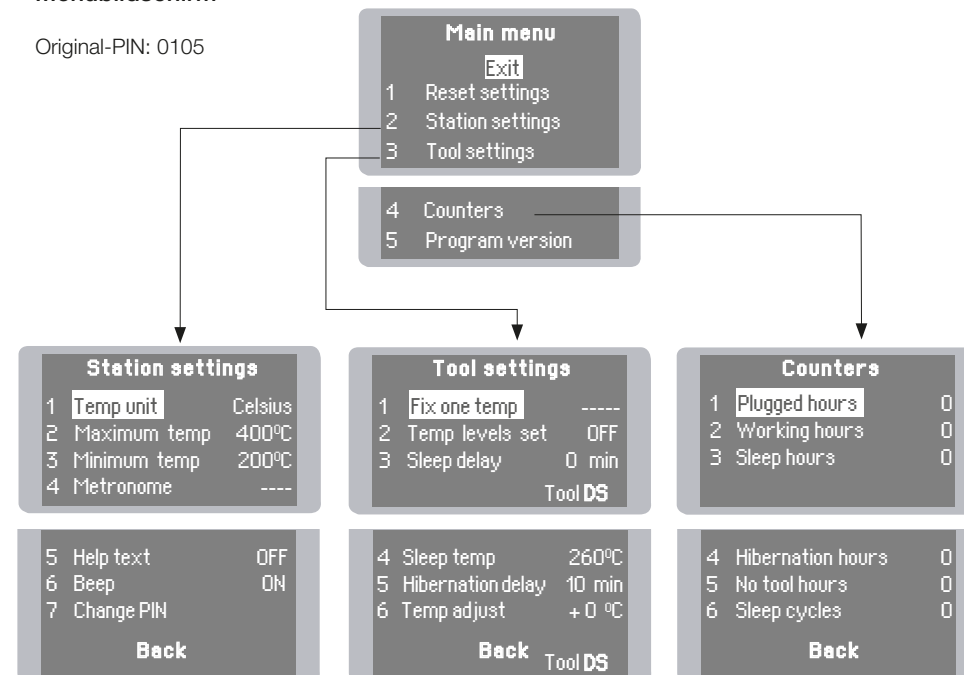 Menübildschirm
Original-PIN: 0105
Main menu
Exit
1 Reset settings
2 Station settings
3 Tool settings
4 Counters
5 Program version
Station settings
1 Temp unit Celsius
2 Maximum temp 400ºC
3 Minimum temp 200ºC
4 Metronome ----
5 Help text OFF
6 Beep ON
7 Change PIN
Back
Tool settings
1 Fix one temp -----
2 Temp levels set OFF
3 Sleep delay 0 min
Tool DS
4 Sleep temp 260ºC
5 Hibernation delay 10 min
6 Temp adjust +0 ºC
Back
Tool DS
Counters
1 Plugged hours 0
2 Working hours 0
3 Sleep hours 0
4 Hibernation hours 0
5 No tool hours 0
6 Sleep cycles 0
Back